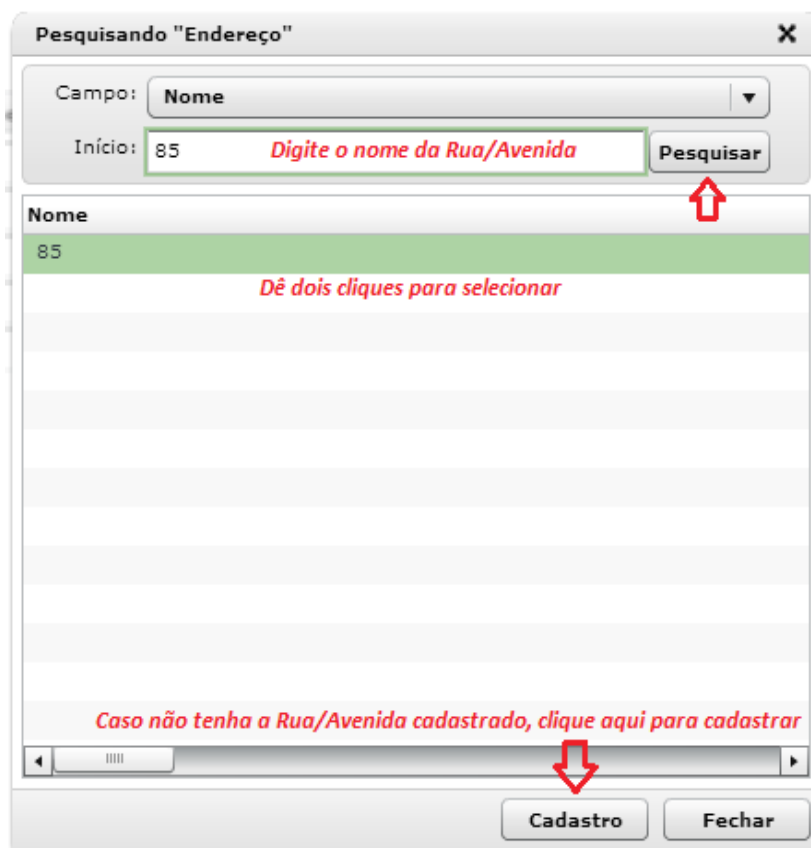 Pesquisando "Endereço"
Campo: Nome
Início: 85 Digite o nome da Rua/Avenida Pesquisar
Nome
85
Dê dois cliques para selecionar
Caso não tenha a Rua/Avenida cadastrado, clique aqui para cadastrar
Cadastro Fechar